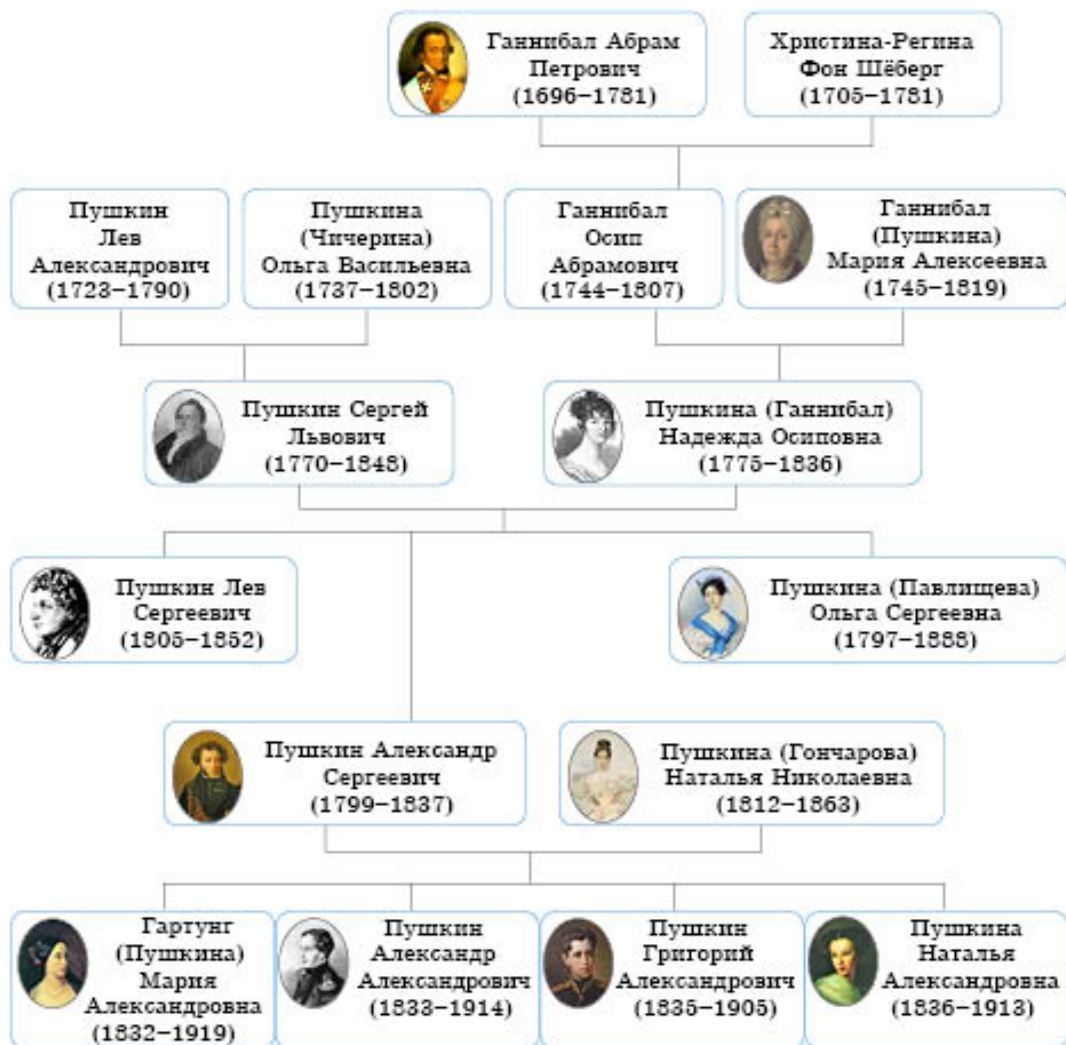 Ганнибал Абрам
Петрович
(1696–1781)
Христина-Регина
Фон Шёберг
(1705–1781)
Пушкин
Лев
Александрович
(1723–1790)
Пушкина
(Чичерина)
Ольга Васильевна
(1737–1802)
Ганнибал
Осип
Абрамович
(1744–1807)
Ганнибал
(Пушкина)
Мария Алексеевна
(1745–1819)
Пушкин Сергей
Львович
(1770–1848)
Пушкина (Ганнибал)
Надежда Осиповна
(1775–1836)
Пушкин Лев
Сергеевич
(1805–1852)
Пушкина (Павлищева)
Ольга Сергеевна
(1797–1888)
Пушкин Александр
Сергеевич
(1799–1837)
Пушкина (Гончарова)
Наталья Николаевна
(1812–1863)
Гартунг
(Пушкина)
Мария
Александровна
(1832–1919)
Пушкин
Александр
Александрович
(1833–1914)
Пушкин
Григорий
Александрович
(1835–1905)
Пушкина
Наталья
Александровна
(1836–1913)